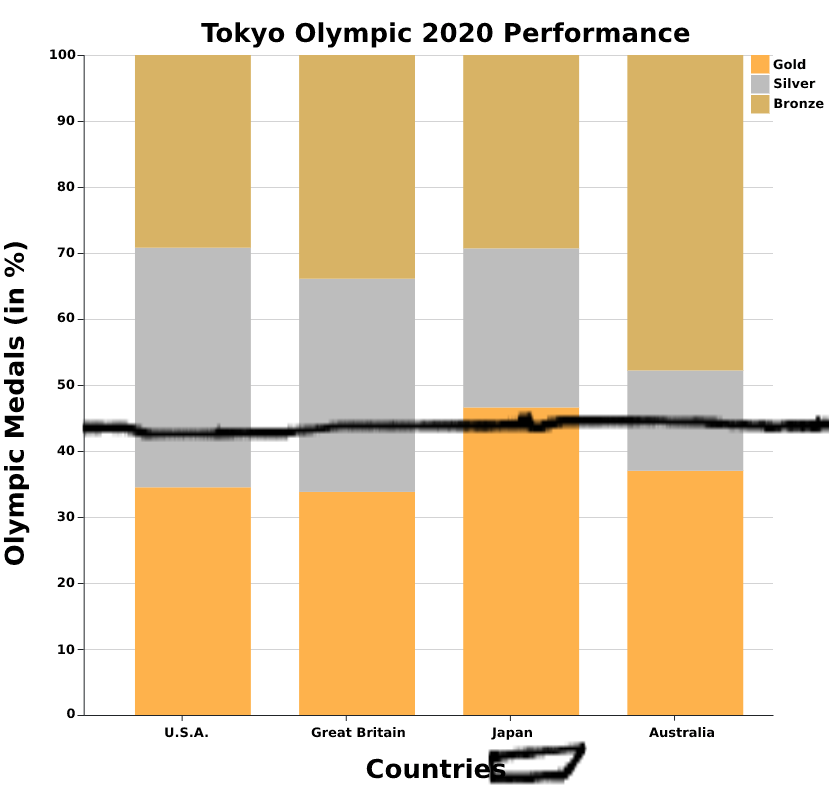 Tokyo Olympic 2020 Performance
Gold
Silver
Bronze
Olympic Medals (in %)
100
90
80
70
60
50
40
30
20
10
0
U.S.A. Great Britain Japan Australia
Countries